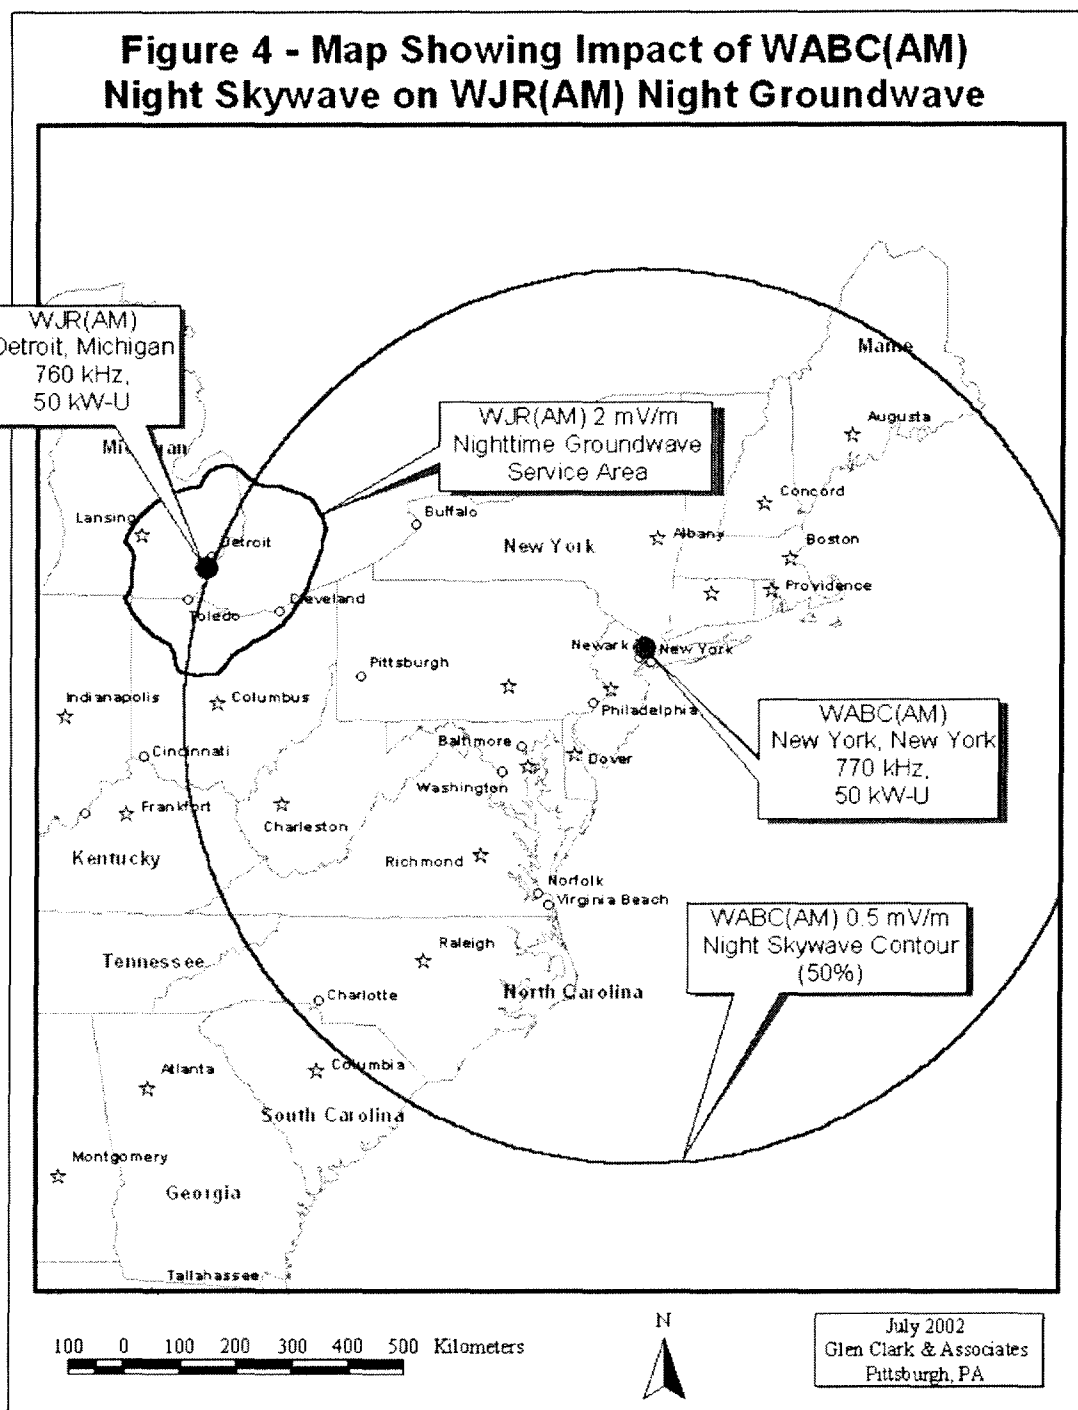 Figure 4 - Map Showing Impact of WABC(AM)
Night Skywave on WJR(AM) Night Groundwave
WJR(AM)
Detroit, Michigan
760 kHz,
50 kW-U
Maine
WJR(AM) 2 mV/m
Nighttime Groundwave
Service Area
Augusta
Michigan
Concord
Lansing
Buffalo
Detroit
New York
Albany
Boston
Providence
Cleveland
Toledo
Newark
New York
Pittsburgh
Indianapolis
Columbus
Philadelphia
WABC(AM)
New York, New York
770 kHz,
50 kW-U
Baltimore
Cincinnati
Dover
Washington
Frankfort
Charleston
Kentucky
Richmond
Norfolk
Virginia Beach
WABC(AM) 0.5 mV/m
Night Skywave Contour
(50%)
Raleigh
Tennessee
North Carolina
Charlotte
Atlanta
Columbia
South Carolina
Montgomery
Georgia
Tallahassee
100 0 100 200 300 400 500 Kilometers
N
July 2002
Glen Clark & Associates
Pittsburgh, PA